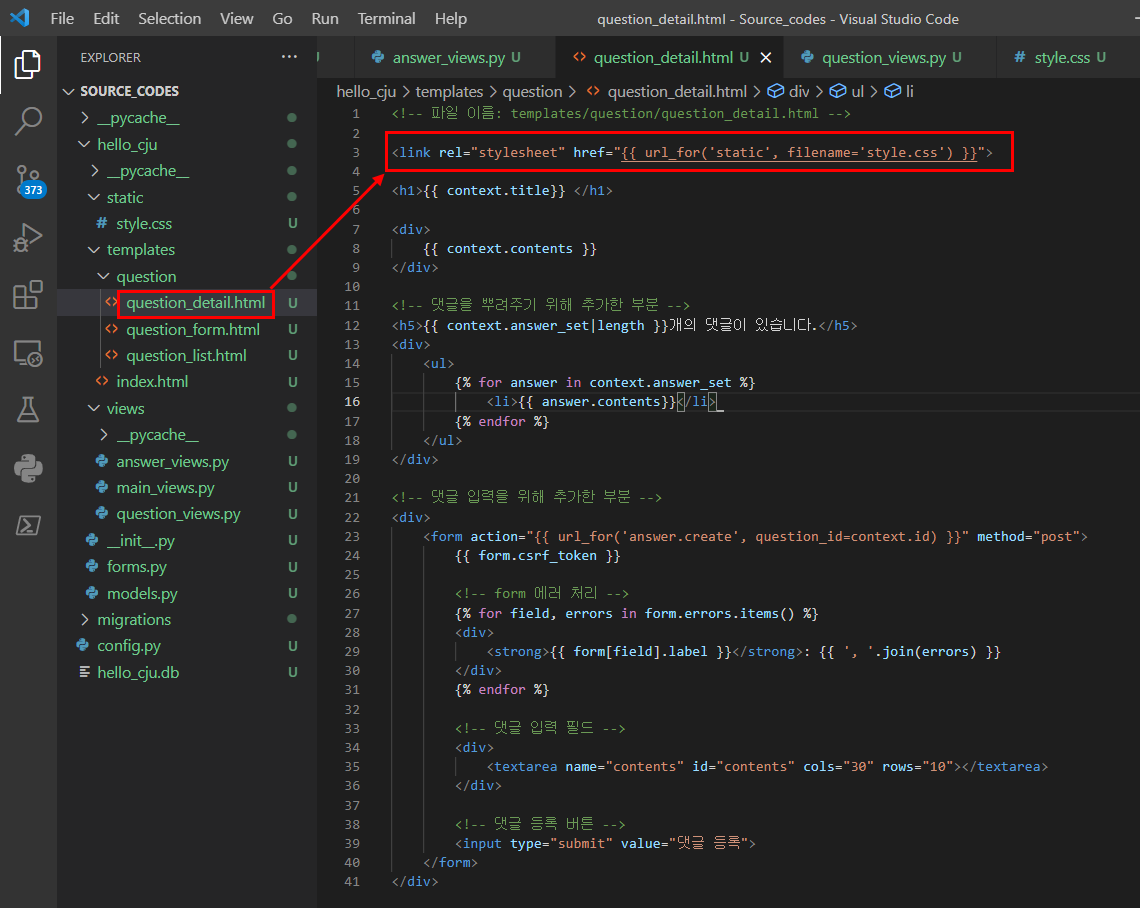 File Edit Selection View Go Run Terminal Help
question_detail.html - Source_codes - Visual Studio Code
EXPLORER
U
answer_views.py U
question_detail.html U
question_views.py U
# style.css U
hello_cju > templates > question > question_detail.html > div > ul > li
373
SOURCE_CODES
__pycache__
hello_cju
__pycache__
static
# style.css U
templates
question
question_detail.html U
question_form.html U
question_list.html U
index.html U
views
__pycache__
answer_views.py U
main_views.py U
question_views.py U
__init__.py U
forms.py U
models.py U
migrations
config.py U
hello_cju.db U
1 <!-- 파일 이름: templates/question/question_detail.html -->
2
3 <link rel="stylesheet" href="{{ url_for('static', filename='style.css') }}">
4
5 <h1>{{ context.title}} </h1>
6
7 <div>
8 {{ context.contents }}
9 </div>
10
11 <!-- 댓글을 뿌려주기 위해 추가한 부분 -->
12 <h5>{{ context.answer_set|length }}개의 댓글이 있습니다.</h5>
13 <div>
14 <ul>
15 {% for answer in context.answer_set %}
16 <li>{{ answer.contents}}</li>
17 {% endfor %}
18 </ul>
19 </div>
20
21 <!-- 댓글 입력을 위해 추가한 부분 -->
22 <div>
23 <form action="{{ url_for('answer.create', question_id=context.id) }}" method="post">
24 {{ form.csrf_token }}
25
26 <!-- form 에러 처리 -->
27 {% for field, errors in form.errors.items() %}
28 <div>
29 <strong>{{ form[field].label }}</strong>: {{ ', '.join(errors) }}
30 </div>
31 {% endfor %}
32
33 <!-- 댓글 입력 필드 -->
34 <div>
35 <textarea name="contents" id="contents" cols="30" rows="10"></textarea>
36 </div>
37
38 <!-- 댓글 등록 버튼 -->
39 <input type="submit" value="댓글 등록">
40 </form>
41 </div>